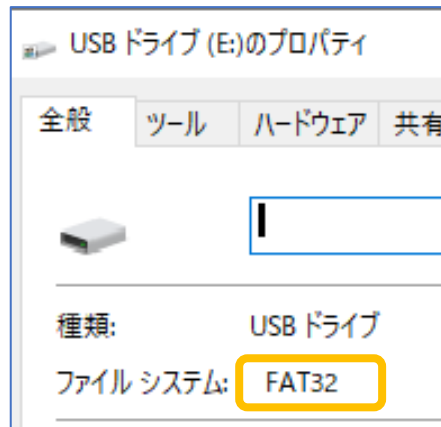 USB ドライブ (E:)のプロパティ
全般 ツール ハードウェア 共有
種類: USB ドライブ
ファイル システム: FAT32